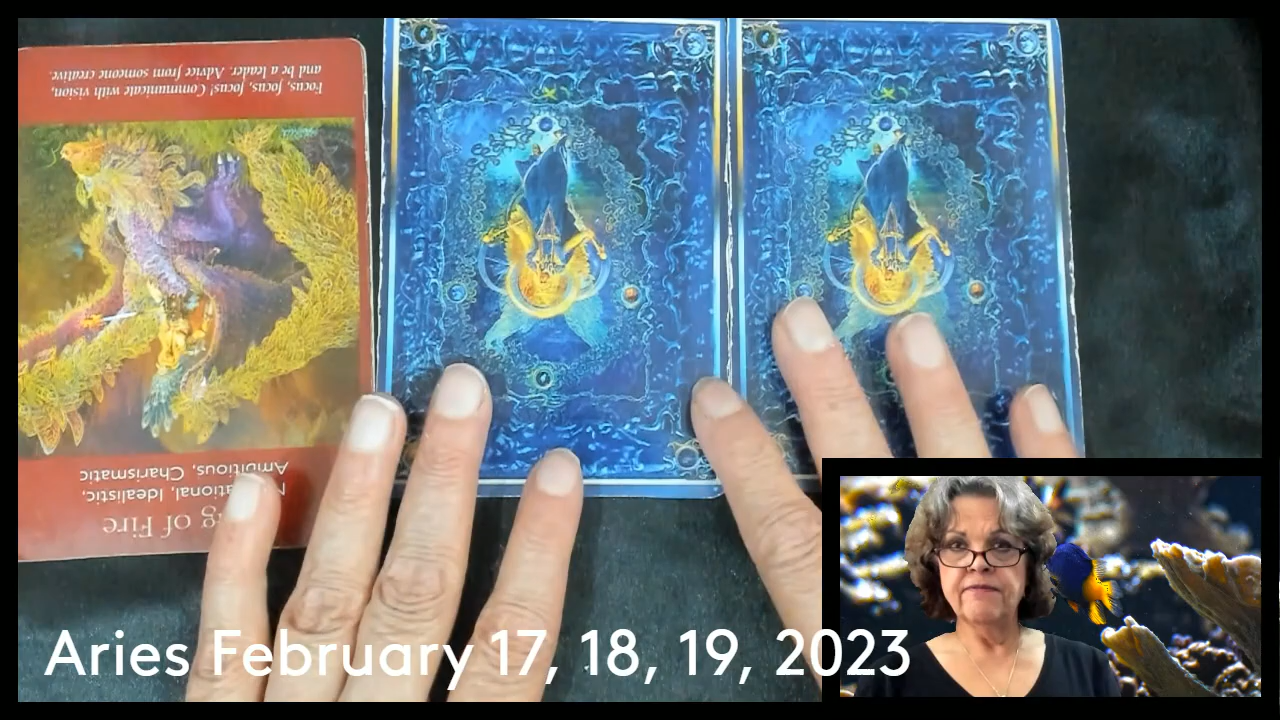 Focus, focus, focus! Communicate with vision,
and be a leader. Advice from someone creative.
of Fire
Idealistic,
Ambitious, Charismatic
Aries February 17, 18, 19, 2023